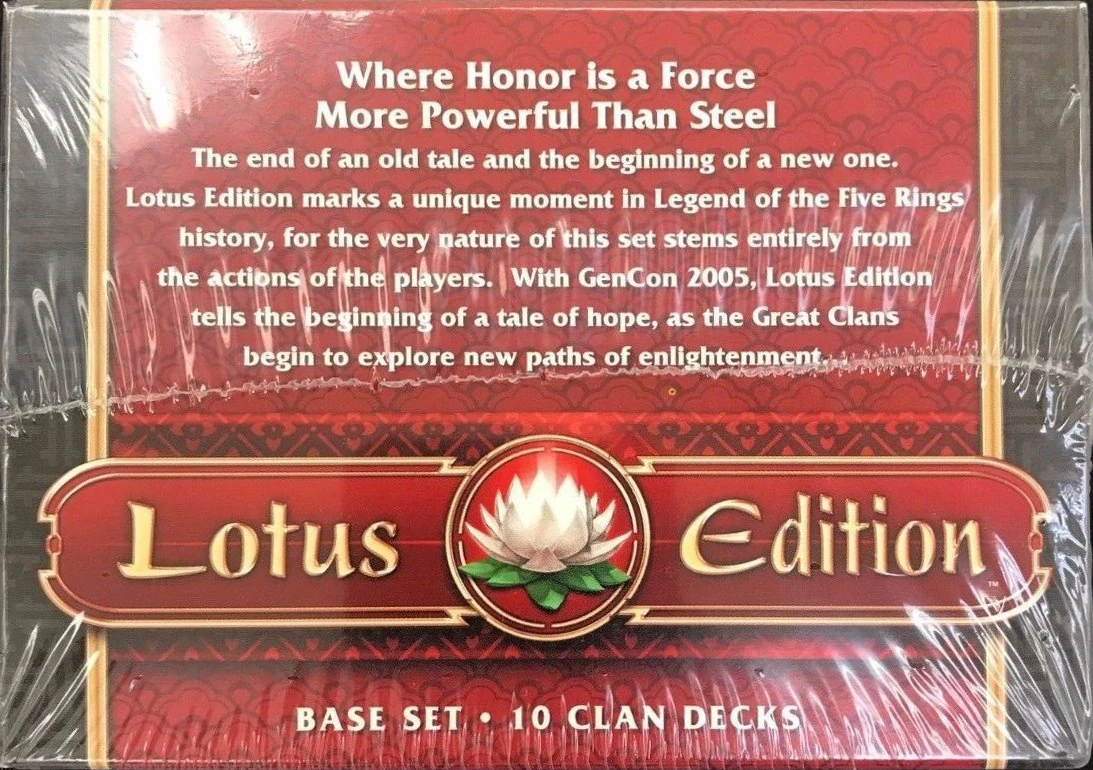 Where Honor is a Force
More Powerful Than Steel
The end of an old tale and the beginning of a new one.
Lotus Edition marks a unique moment in Legend of the Five Rings
history, for the very nature of this set stems entirely from
the actions of the players. With GenCon 2005, Lotus Edition
tells the beginning of a tale of hope, as the Great Clans
begin to explore new paths of enlightenment.
Lotus Edition™
BASE SET • 10 CLAN DECKS